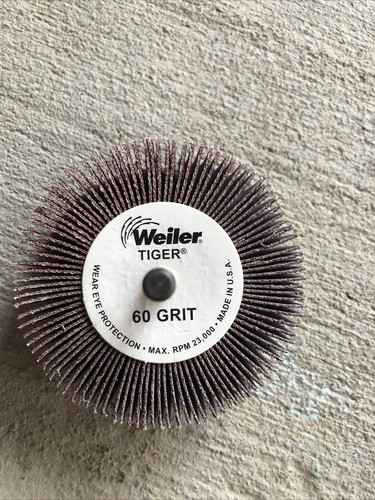 Weiler®
TIGER®
60 GRIT
WEAR EYE PROTECTION • MAX. RPM 23,000 • MADE IN U.S.A.